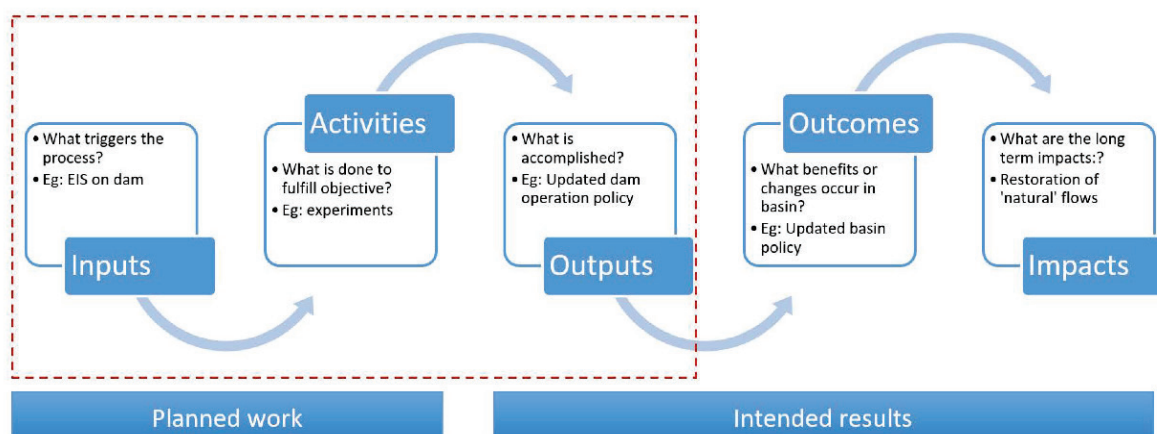 • What triggers the
process?
• Eg: EIS on dam
Inputs
Activities
• What is done to
fulfill objective?
• Eg: experiments
• What is
accomplished?
• Eg: Updated dam
operation policy
Outputs
Outcomes
• What benefits or
changes occur in
basin?
• Eg: Updated basin
policy
• What are the long
term impacts:?
• Restoration of
'natural' flows
Impacts
Planned work
Intended results